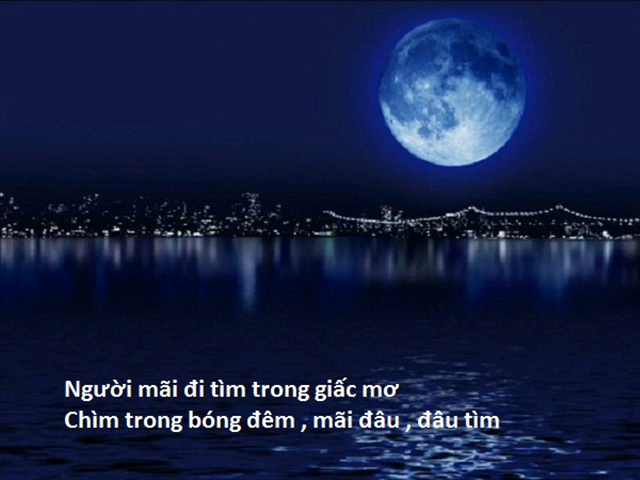 Người mãi đi tìm trong giấc mơ
Chìm trong bóng đêm , mãi đâu , đâu tìm